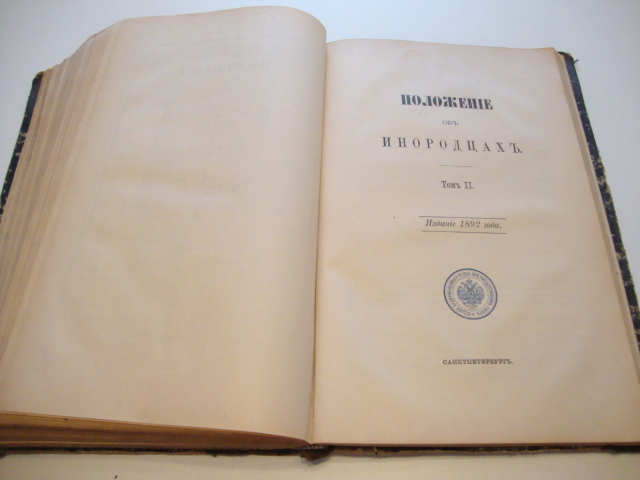 ПОЛОЖЕНІЕ
ОБЪ
ИНОРОДЦАХЪ.
Томъ II.
Изданіе 1892 года.
САНКТПЕТЕРБУРГЪ.